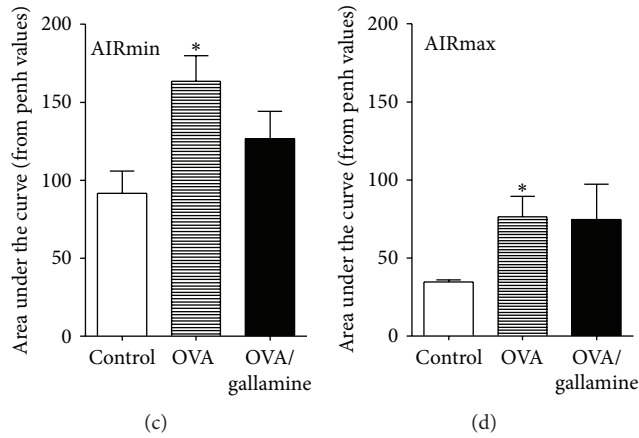 Area under the curve (from penh values)
200
150
100
50
0
AIRmin
*
Control
OVA
OVA/
gallamine
(c)
Area under the curve (from penh values)
200
150
100
50
0
AIRmax
*
Control
OVA
OVA/
gallamine
(d)